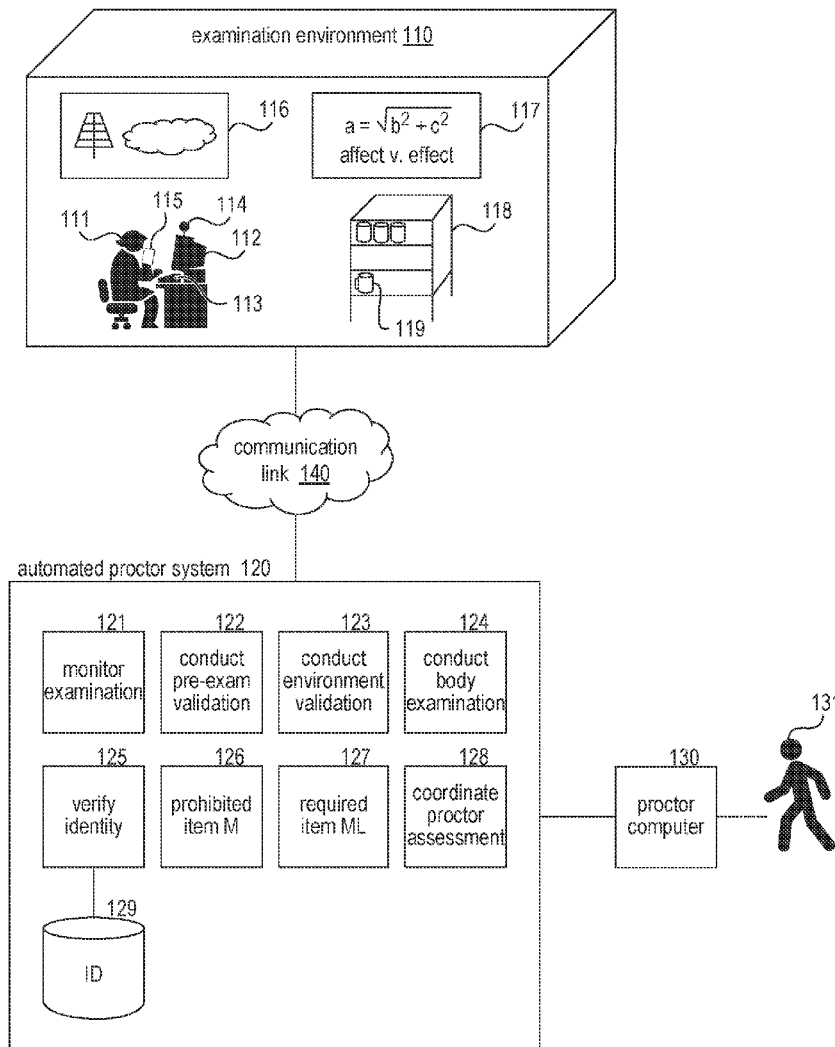 examination environment 110
116
a = √b² + c²
affect v. effect
117
111
115
114
112
113
118
119
communication
link 140
automated proctor system 120
121
monitor
examination
122
conduct
pre-exam
validation
123
conduct
environment
validation
124
conduct
body
examination
125
verify
identity
126
prohibited
item M
127
required
item ML
128
coordinate
proctor
assessment
129
ID
130
proctor
computer
131